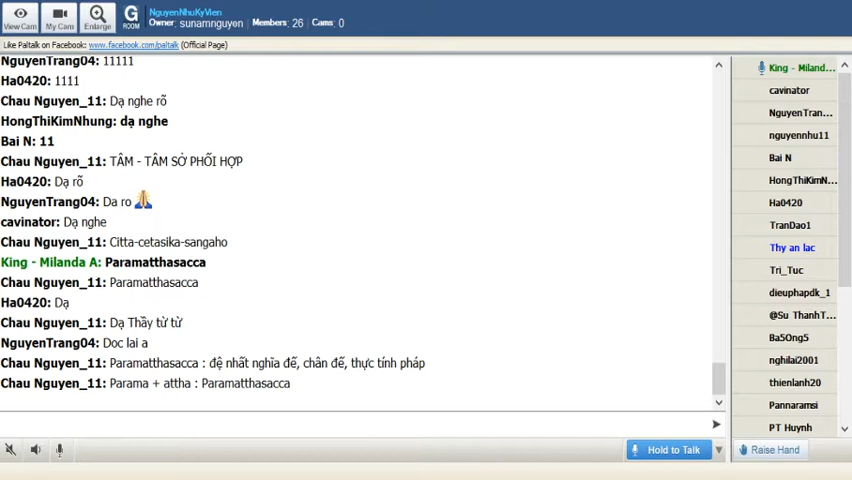 View Cam
My Cam
Enlarge
G
ROOM
NguyenNhuKyVien
Owner: sunamnguyen Members: 26 Cams: 0
Like Paltalk on Facebook: www.facebook.com/paltalk (Official Page)
NguyenTrang04: 11111
Ha0420: 1111
Chau Nguyen_11: Dạ nghe rõ
HongThiKimNhung: dạ nghe
Bai N: 11
Chau Nguyen_11: TÂM - TÂM SỞ PHỐI HỢP
Ha0420: Dạ rõ
NguyenTrang04: Da ro
cavinator: Dạ nghe
Chau Nguyen_11: Citta-cetasika-sangaho
King - Milanda A: Paramatthasacca
Chau Nguyen_11: Paramatthasacca
Ha0420: Dạ
Chau Nguyen_11: Dạ Thầy từ từ
NguyenTrang04: Doc lai a
Chau Nguyen_11: Paramatthasacca : đệ nhất nghĩa đế, chân đế, thực tính pháp
Chau Nguyen_11: Parama + attha : Paramatthasacca
Hold to Talk
King - Miland...
cavinator
NguyenTran...
nguyennhu11
Bai N
HongThiKimN...
Ha0420
TranDao1
Thy an lac
Tri_Tuc
dieuphapdk_1
@Su ThanhT...
Ba5Ong5
nghilai2001
thienlanh20
Pannaramsi
PT Huynh
Raise Hand